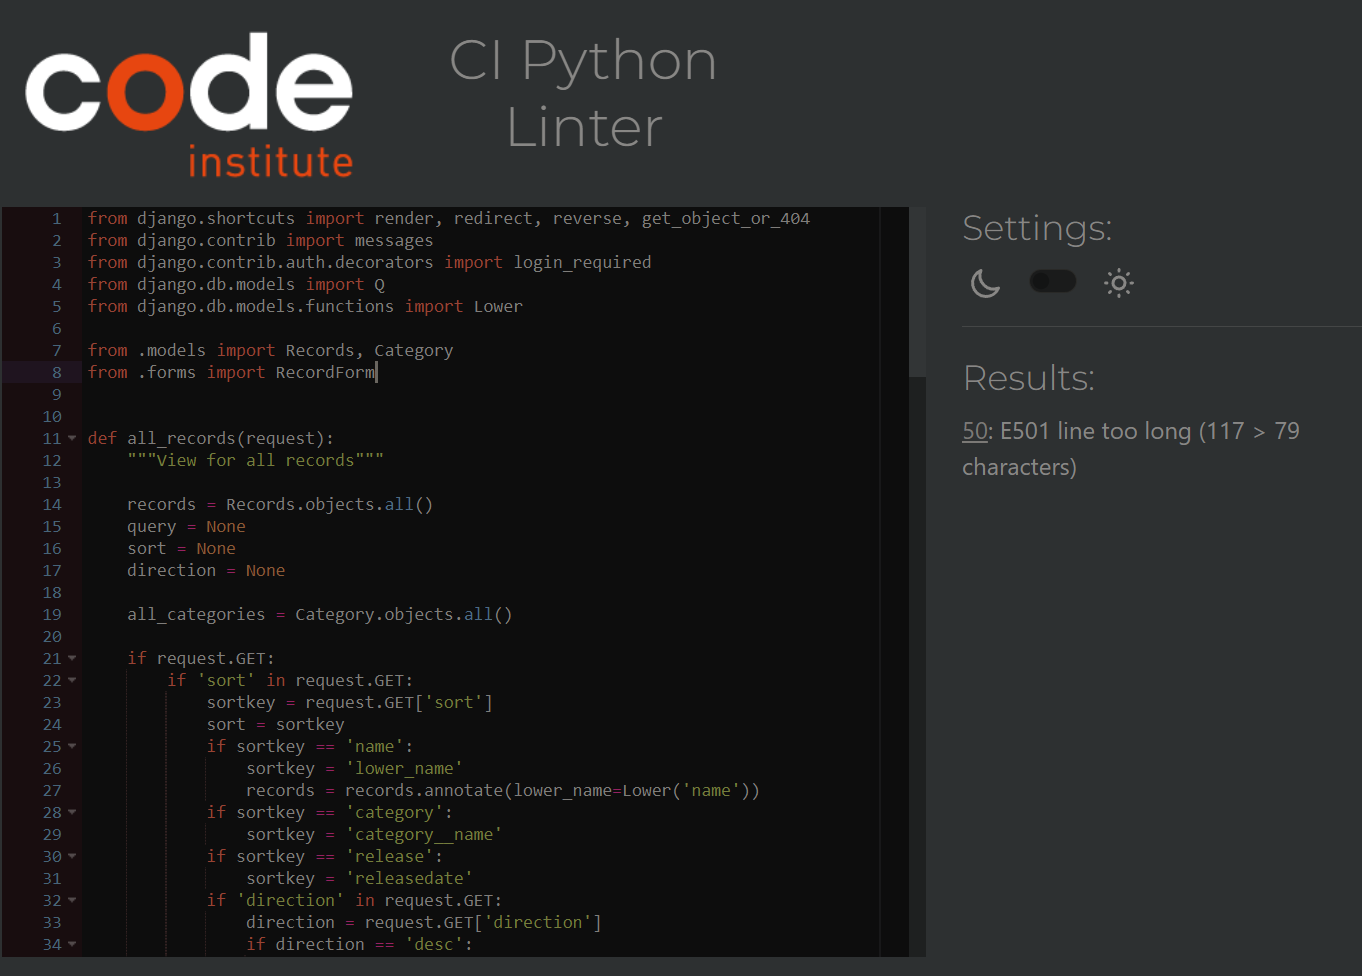 code
institute
CI Python
Linter
1 from django.shortcuts import render, redirect, reverse, get_object_or_404
2 from django.contrib import messages
3 from django.contrib.auth.decorators import login_required
4 from django.db.models import Q
5 from django.db.models.functions import Lower
6
7 from .models import Records, Category
8 from .forms import RecordForm
9
10
11 def all_records(request):
12     """View for all records"""
13
14     records = Records.objects.all()
15     query = None
16     sort = None
17     direction = None
18
19     all_categories = Category.objects.all()
20
21     if request.GET:
22         if 'sort' in request.GET:
23             sortkey = request.GET['sort']
24             sort = sortkey
25             if sortkey == 'name':
26                 sortkey = 'lower_name'
27                 records = records.annotate(lower_name=Lower('name'))
28             if sortkey == 'category':
29                 sortkey = 'category__name'
30             if sortkey == 'release':
31                 sortkey = 'releasedate'
32             if 'direction' in request.GET:
33                 direction = request.GET['direction']
34                 if direction == 'desc':
Settings:
Results:
50: E501 line too long (117 > 79
characters)